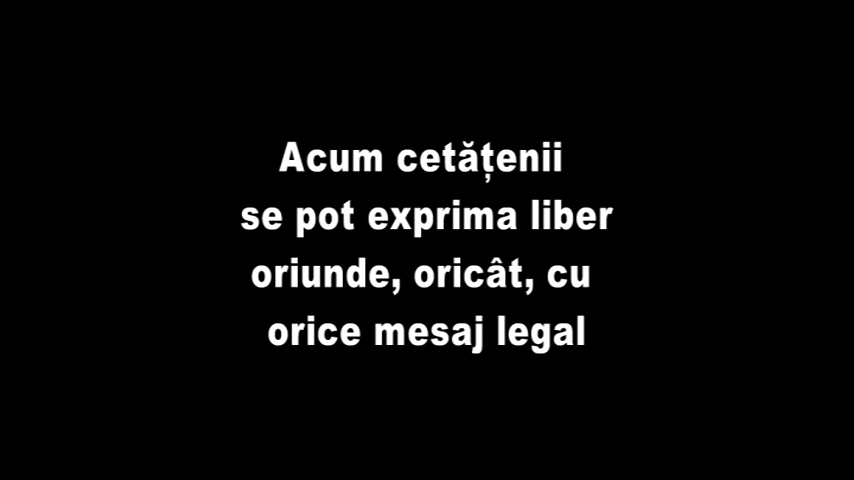 Acum cetățenii
se pot exprima liber
oriunde, oricât, cu
orice mesaj legal